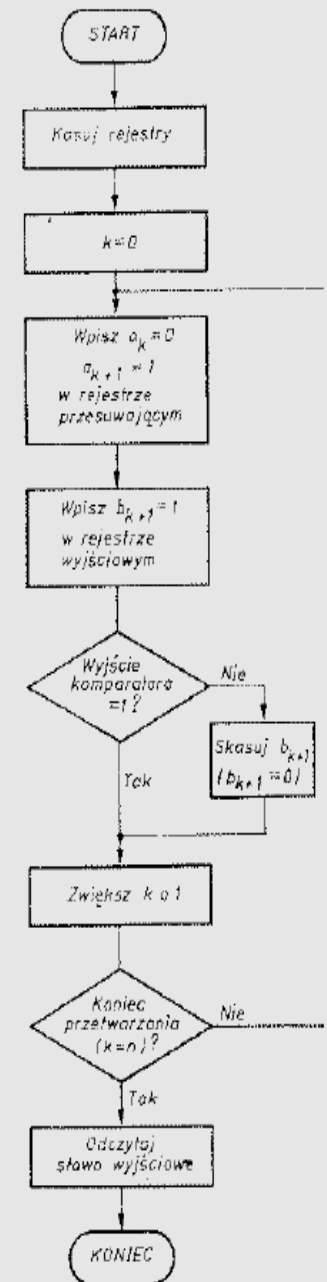 START
Kasuj rejestry
k=0
Wpisz a_k=0
a_{k+1}=1
w rejestrze
przesuwającym
Wpisz b_{k+1}=1
w rejestrze
wyjściowym
Wyjście
komparatora
=1?
Nie
Skasuj b_{k+1}
(b_{k+1}=0)
Tak
Zwiększ k o 1
Koniec
przetwarzania
(k=n)?
Nie
Tak
Odczytaj
słowo wyjściowe
KONIEC